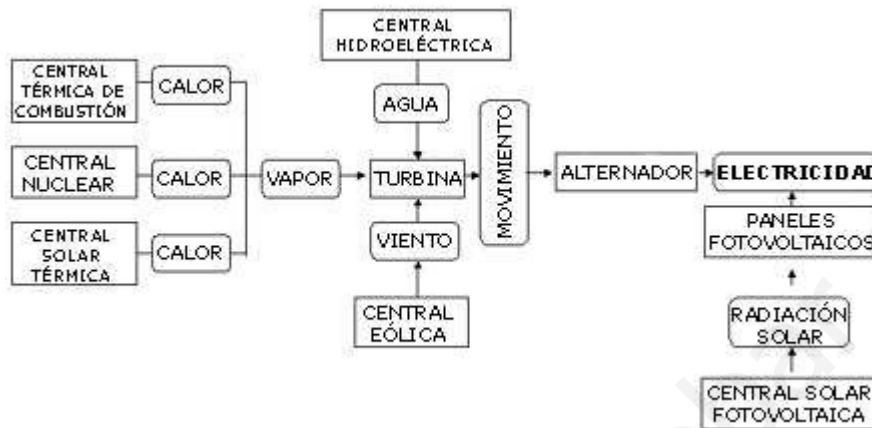 CENTRAL
HIDROELÉCTRICA
CENTRAL
TÉRMICA DE
COMBUSTIÓN
CALOR
AGUA
MOVIMIENTO
CENTRAL
NUCLEAR
CALOR
VAPOR
TURBINA
ALTERNADOR
ELECTRICIDAD
CENTRAL
SOLAR
TÉRMICA
CALOR
VIENTO
PANELES
FOTOVOLTAICOS
CENTRAL
EÓLICA
RADIACIÓN
SOLAR
CENTRAL SOLAR
FOTOVOLTAICA